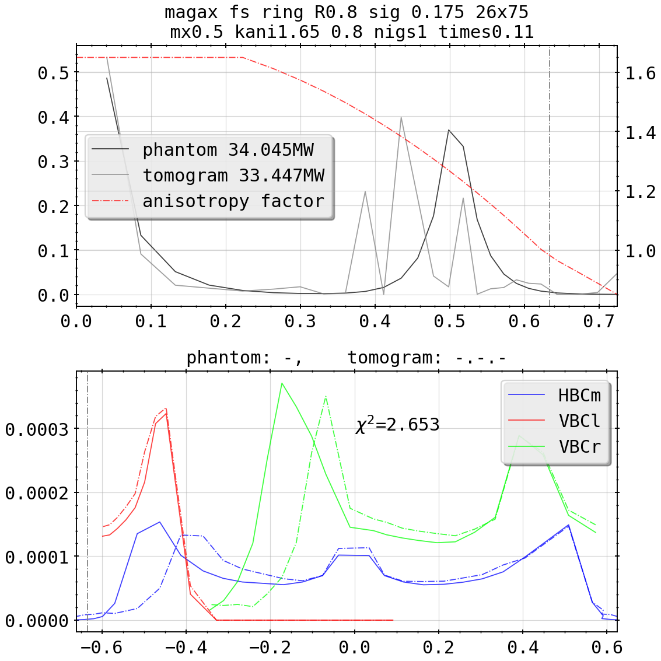 magax fs ring R0.8 sig 0.175 26x75
mx0.5 kani1.65 0.8 nigs1 times0.11
0.5
0.4
0.3
0.2
0.1
0.0
1.6
1.4
1.2
1.0
phantom 34.045MW
tomogram 33.447MW
anisotropy factor
0.0 0.1 0.2 0.3 0.4 0.5 0.6 0.7
phantom: -, tomogram: -.-.-
0.0003
0.0002
0.0001
0.0000
χ²=2.653
HBCm
VBCl
VBCr
−0.6 −0.4 −0.2 0.0 0.2 0.4 0.6